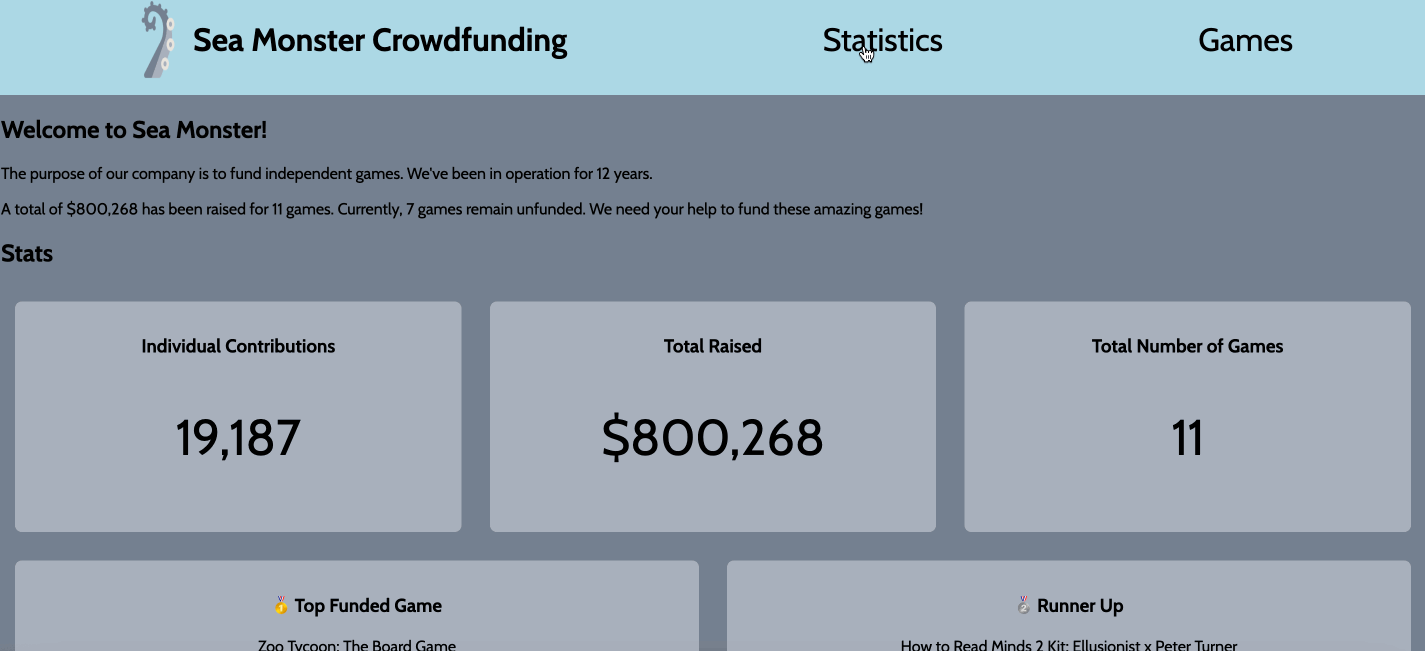 Sea Monster Crowdfunding
Statistics
Games
Welcome to Sea Monster!
The purpose of our company is to fund independent games. We've been in operation for 12 years.
A total of $800,268 has been raised for 11 games. Currently, 7 games remain unfunded. We need your help to fund these amazing games!
Stats
Individual Contributions
19,187
Total Raised
$800,268
Total Number of Games
11
🥇 Top Funded Game
Zoo Tycoon: The Board Game
🥈 Runner Up
How to Read Minds 2 Kit: Ellusionist x Peter Turner